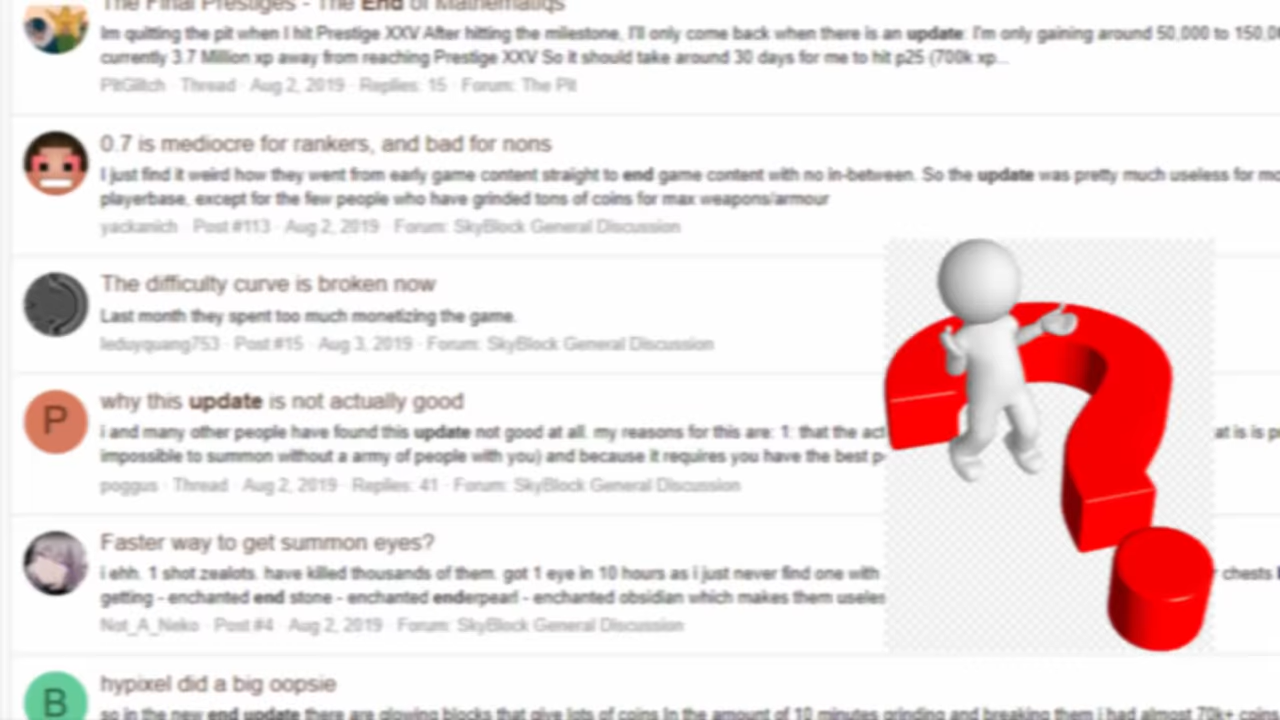 The Final Prestiges - The End of Mathematiqs
Im quitting the pit when I hit Prestige XXV After hitting the milestone, I'll only come back when there is an update: I'm only gaining around 50,000 to 150,0
currently 3.7 Million xp away from reaching Prestige XXV So it should take around 30 days for me to hit p25 (700k xp...
PitGlitch · Thread · Aug 2, 2019 · Replies: 15 · Forum: The Pit
0.7 is mediocre for rankers, and bad for nons
I just find it weird how they went from early game content straight to end game content with no in-between. So the update was pretty much useless for mo
playerbase, except for the few people who have grinded tons of coins for max weapons/armour
yackanich · Post #113 · Aug 2, 2019 · Forum: SkyBlock General Discussion
The difficulty curve is broken now
Last month they spent too much monetizing the game.
leduyquang753 · Post #15 · Aug 3, 2019 · Forum: SkyBlock General Discussion
P
why this update is not actually good
i and many other people have found this update not good at all. my reasons for this are: 1: that the act at is is p
impossible to summon without a army of people with you) and because it requires you have the best p
poggus · Thread · Aug 2, 2019 · Replies: 41 · Forum: SkyBlock General Discussion
Faster way to get summon eyes?
i ehh. 1 shot zealots. have killed thousands of them. got 1 eye in 10 hours as i just never find one with r chests
getting - enchanted end stone - enchanted enderpearl - enchanted obsidian which makes them useles
Not_A_Neko · Post #4 · Aug 2, 2019 · Forum: SkyBlock General Discussion
B
hypixel did a big oopsie
so in the new end update there are glowing blocks that give lots of coins In the amount of 10 minutes grinding and breaking them i had almost 70k+ coins